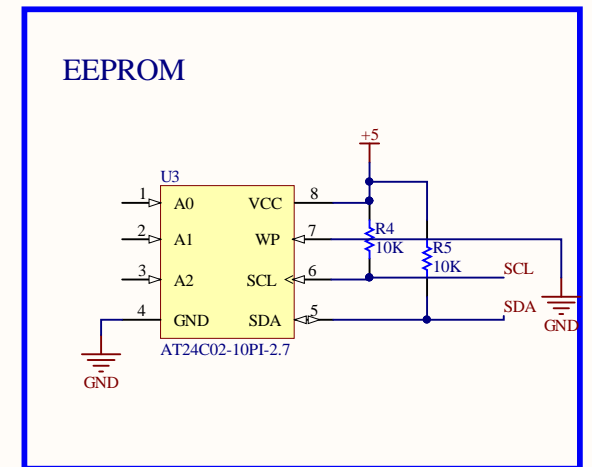 EEPROM
+5
U3
1 A0 VCC 8
2 A1 WP 7
R4
10K
R5
10K
3 A2 SCL 6
SCL
4 GND SDA 5
SDA
GND
AT24C02-10PI-2.7
GND